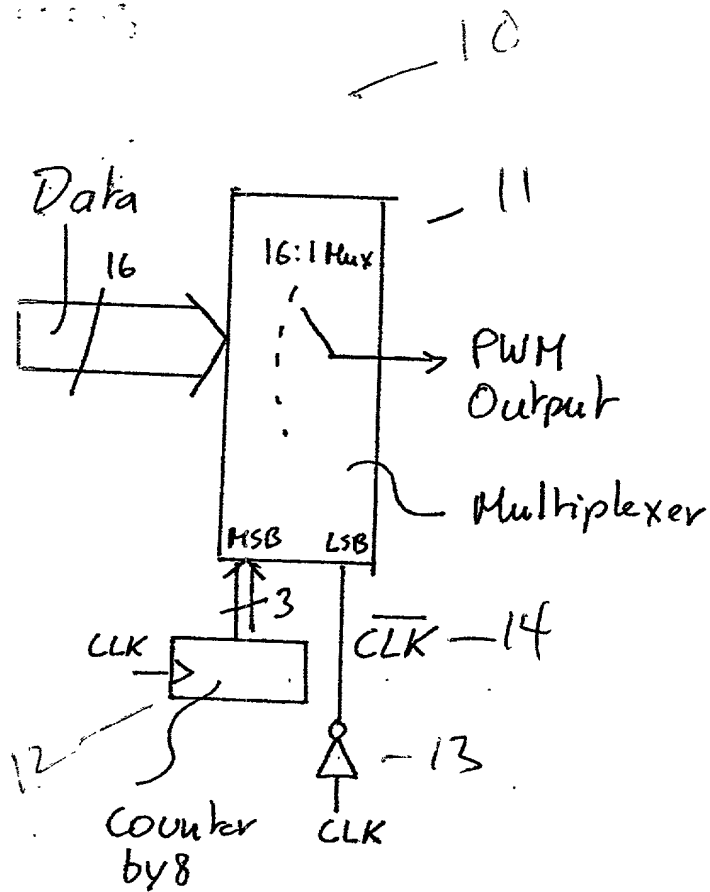 10
Data
11
16
16:1 Mux
PWM
Output
Multiplexer
MSB
LSB
3
CLK
C̅L̅K̅ — 14
12
13
Counter
by 8
CLK